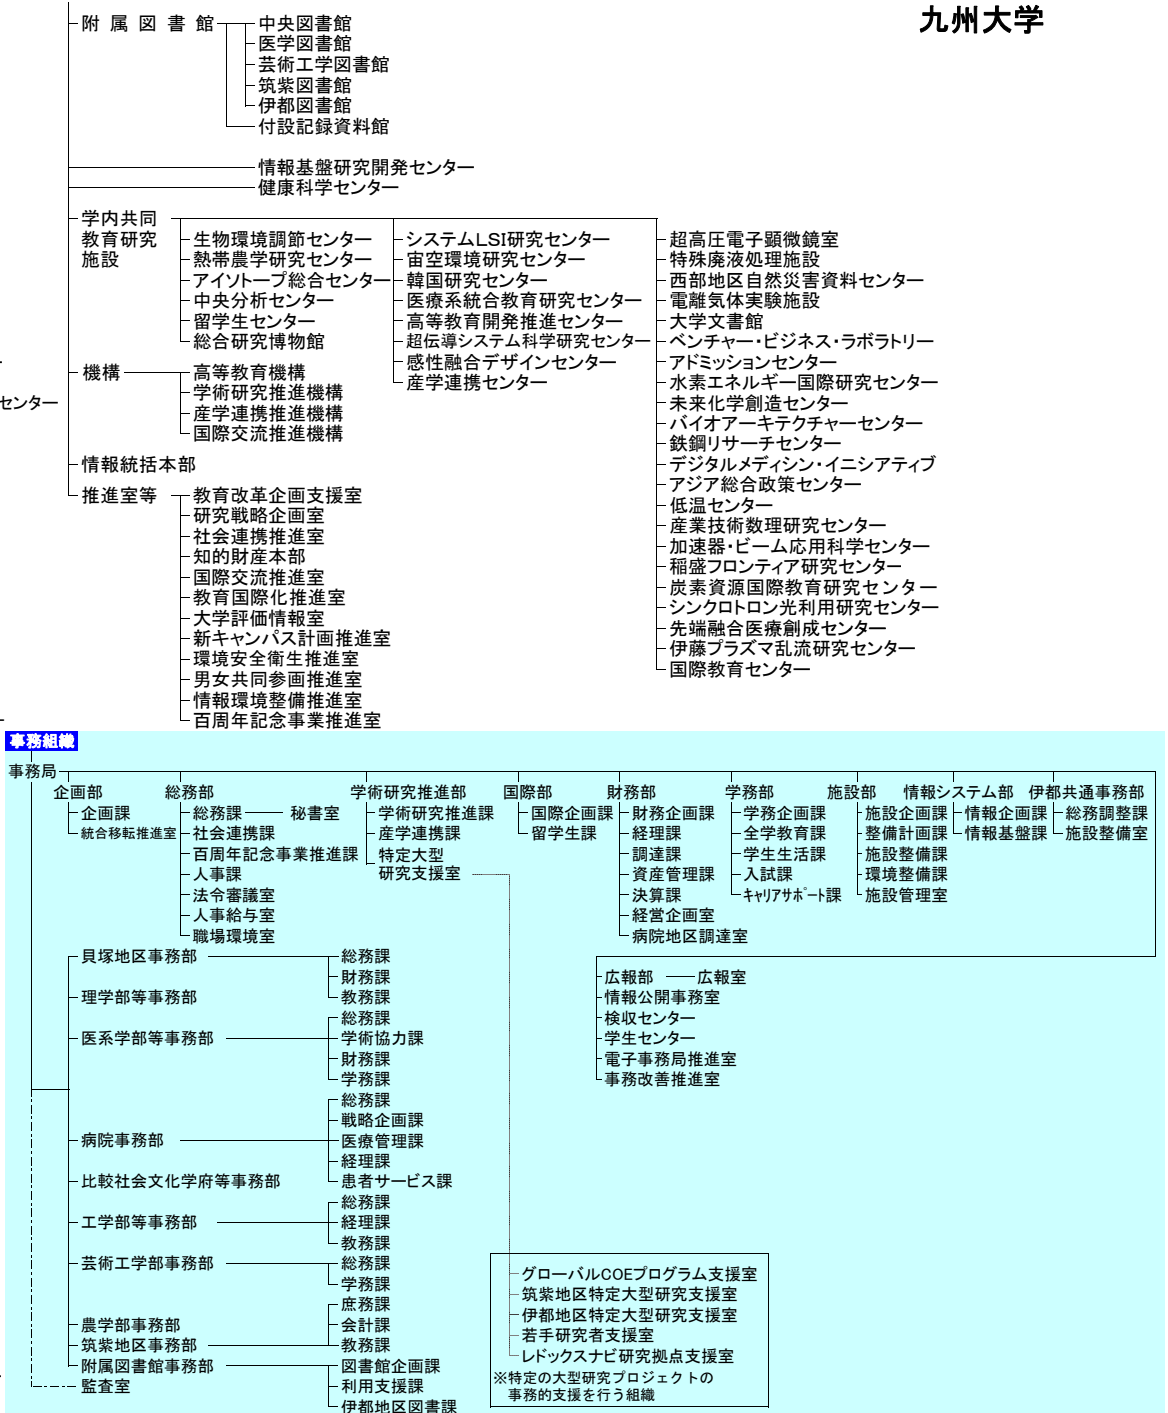 九州大学
附属図書館
中央図書館
医学図書館
芸術工学図書館
筑紫図書館
伊都図書館
付設記録資料館
情報基盤研究開発センター
健康科学センター
学内共同
教育研究
施設
生物環境調節センター
熱帯農学研究センター
アイソトープ総合センター
中央分析センター
留学生センター
総合研究博物館
システムLSI研究センター
宙空環境研究センター
韓国研究センター
医療系統合教育研究センター
高等教育開発推進センター
超伝導システム科学研究センター
感性融合デザインセンター
産学連携センター
超高圧電子顕微鏡室
特殊廃液処理施設
西部地区自然災害資料センター
電離気体実験施設
大学文書館
ベンチャー・ビジネス・ラボラトリー
アドミッションセンター
水素エネルギー国際研究センター
未来化学創造センター
バイオアーキテクチャーセンター
鉄鋼リサーチセンター
デジタルメディシン・イニシアティブ
アジア総合政策センター
低温センター
産業技術数理研究センター
加速器・ビーム応用科学センター
稲盛フロンティア研究センター
炭素資源国際教育研究センター
シンクロトロン光利用研究センター
先端融合医療創成センター
伊藤プラズマ乱流研究センター
国際教育センター
機構
高等教育機構
学術研究推進機構
産学連携推進機構
国際交流推進機構
センター
情報統括本部
推進室等
教育改革企画支援室
研究戦略企画室
社会連携推進室
知的財産本部
国際交流推進室
教育国際化推進室
大学評価情報室
新キャンパス計画推進室
環境安全衛生推進室
男女共同参画推進室
情報環境整備推進室
百周年記念事業推進室
事務組織
事務局
企画部
企画課
統合移転推進室
総務部
総務課
秘書室
社会連携課
百周年記念事業推進課
人事課
法令審議室
人事給与室
職場環境室
学術研究推進部
学術研究推進課
産学連携課
特定大型
研究支援室
国際部
国際企画課
留学生課
財務部
財務企画課
経理課
調達課
資産管理課
決算課
経営企画室
病院地区調達室
学務部
学務企画課
全学教育課
学生生活課
入試課
キャリアサポート課
施設部
施設企画課
整備計画課
施設整備課
環境整備課
施設管理室
情報システム部
情報企画課
情報基盤課
伊都共通事務部
総務調整課
施設整備室
広報部
広報室
情報公開事務室
検収センター
学生センター
電子事務局推進室
事務改善推進室
貝塚地区事務部
総務課
財務課
教務課
理学部等事務部
医系学部等事務部
総務課
学術協力課
財務課
学務課
病院事務部
総務課
戦略企画課
医療管理課
経理課
患者サービス課
比較社会文化学府等事務部
工学部等事務部
総務課
経理課
教務課
芸術工学部事務部
総務課
学務課
農学部事務部
筑紫地区事務部
庶務課
会計課
教務課
附属図書館事務部
図書館企画課
利用支援課
伊都地区図書課
監査室
グローバルCOEプログラム支援室
筑紫地区特定大型研究支援室
伊都地区特定大型研究支援室
若手研究者支援室
レドックスナビ研究拠点支援室
※特定の大型研究プロジェクトの
事務的支援を行う組織